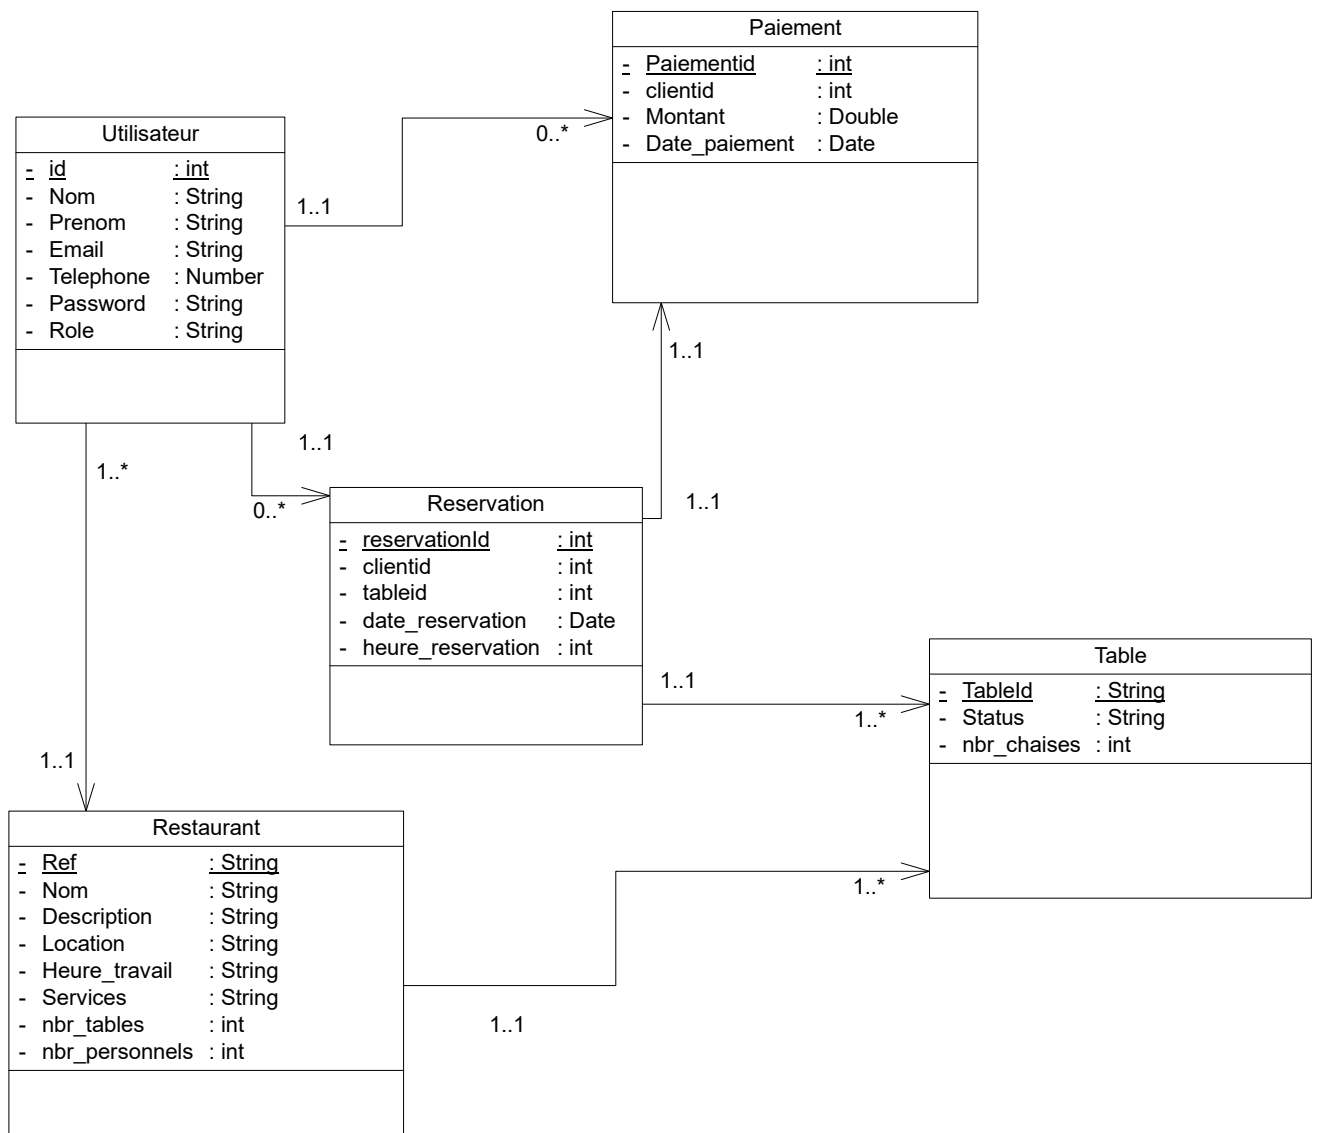 Paiement
- Paiementid : int
- clientid : int
- Montant : Double
- Date_paiement : Date
0..*
Utilisateur
- id : int
- Nom : String
- Prenom : String
- Email : String
- Telephone : Number
- Password : String
- Role : String
1..1
1..1
1..1
1..*
0..*
1..1
Reservation
- reservationId : int
- clientid : int
- tableid : int
- date_reservation : Date
- heure_reservation : int
1..1
1..*
Table
- TableId : String
- Status : String
- nbr_chaises : int
1..1
Restaurant
- Ref : String
- Nom : String
- Description : String
- Location : String
- Heure_travail : String
- Services : String
- nbr_tables : int
- nbr_personnels : int
1..*
1..1